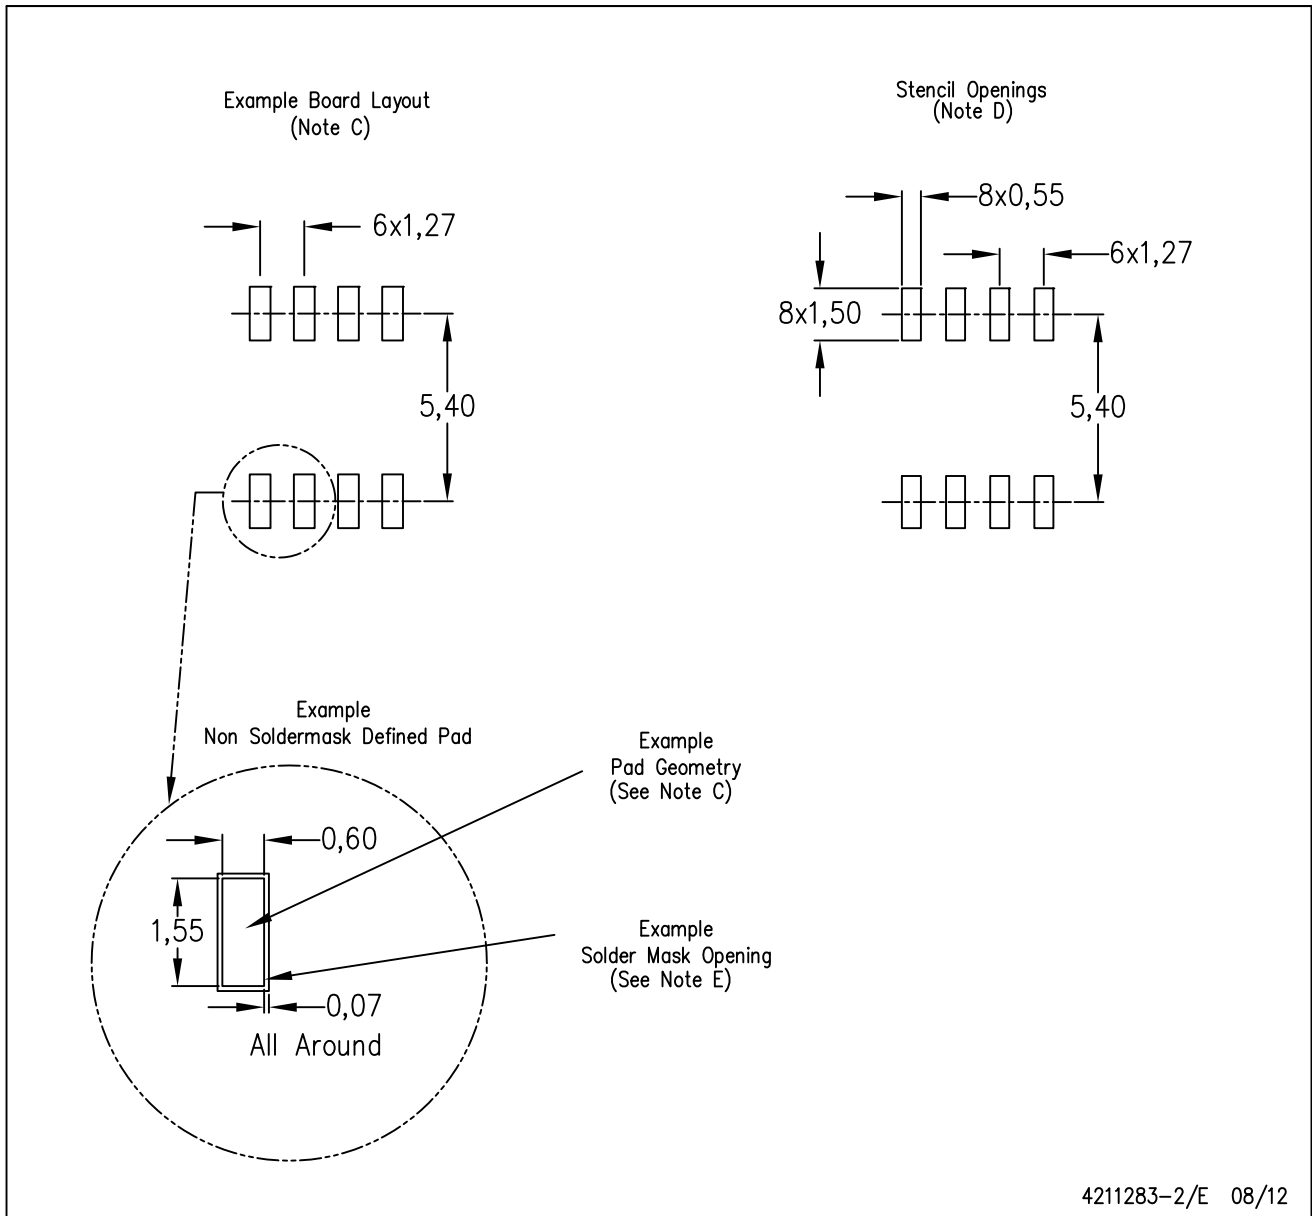 Example Board Layout
(Note C)
6x1,27
5,40
Stencil Openings
(Note D)
8x0,55
6x1,27
8x1,50
5,40
Example
Non Soldermask Defined Pad
0,60
1,55
0,07
All Around
Example
Pad Geometry
(See Note C)
Example
Solder Mask Opening
(See Note E)
4211283-2/E 08/12